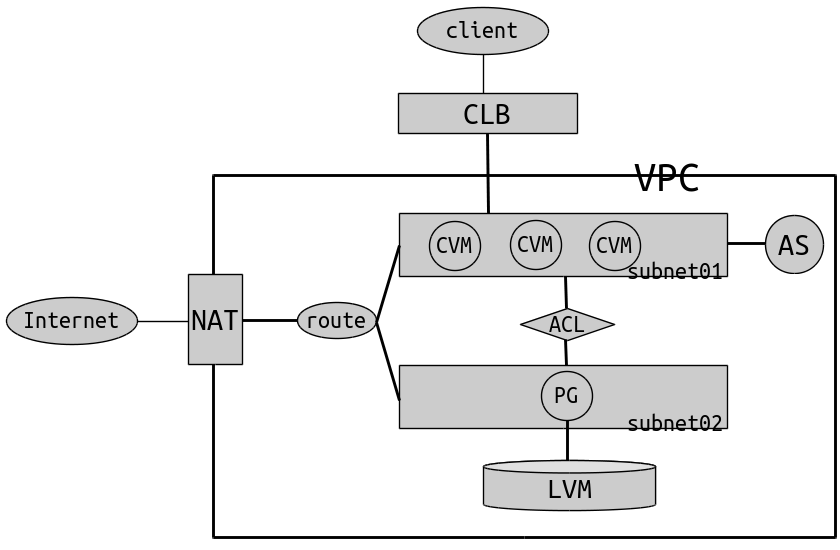 client
CLB
VPC
CVM CVM CVM
AS
subnet01
Internet
NAT
route
ACL
PG
subnet02
LVM